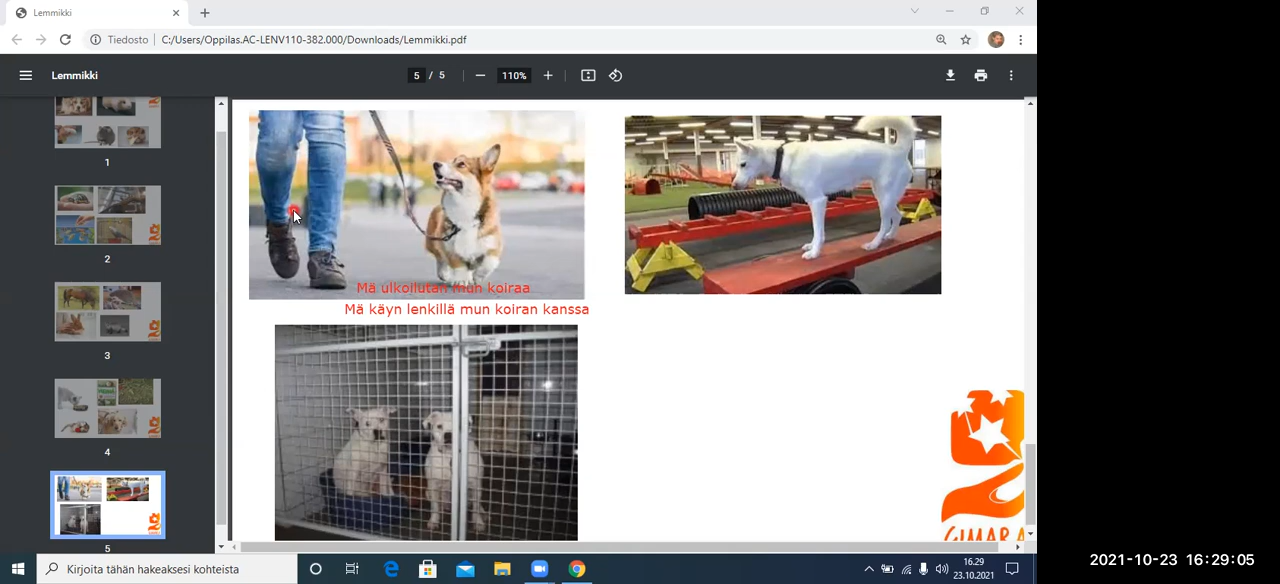 Lemmikki
Tiedosto
C:/Users/Oppilas.AC-LENV110-382.000/Downloads/Lemmikki.pdf
Lemmikki
5 / 5
110%
1
2
3
4
5
Mä ulkoilutan mun koiraa
Mä käyn lenkillä mun koiran kanssa
Kirjoita tähän hakeaksesi kohteista
16.29
23.10.2021
2021-10-23 16:29:05